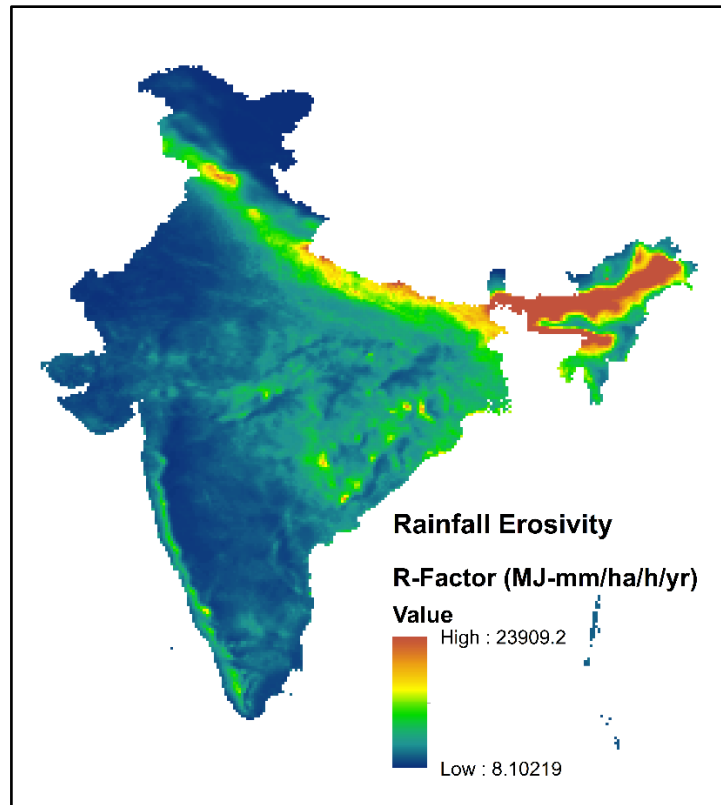 Rainfall Erosivity
R-Factor (MJ-mm/ha/h/yr)
Value
High : 23909.2
Low : 8.10219